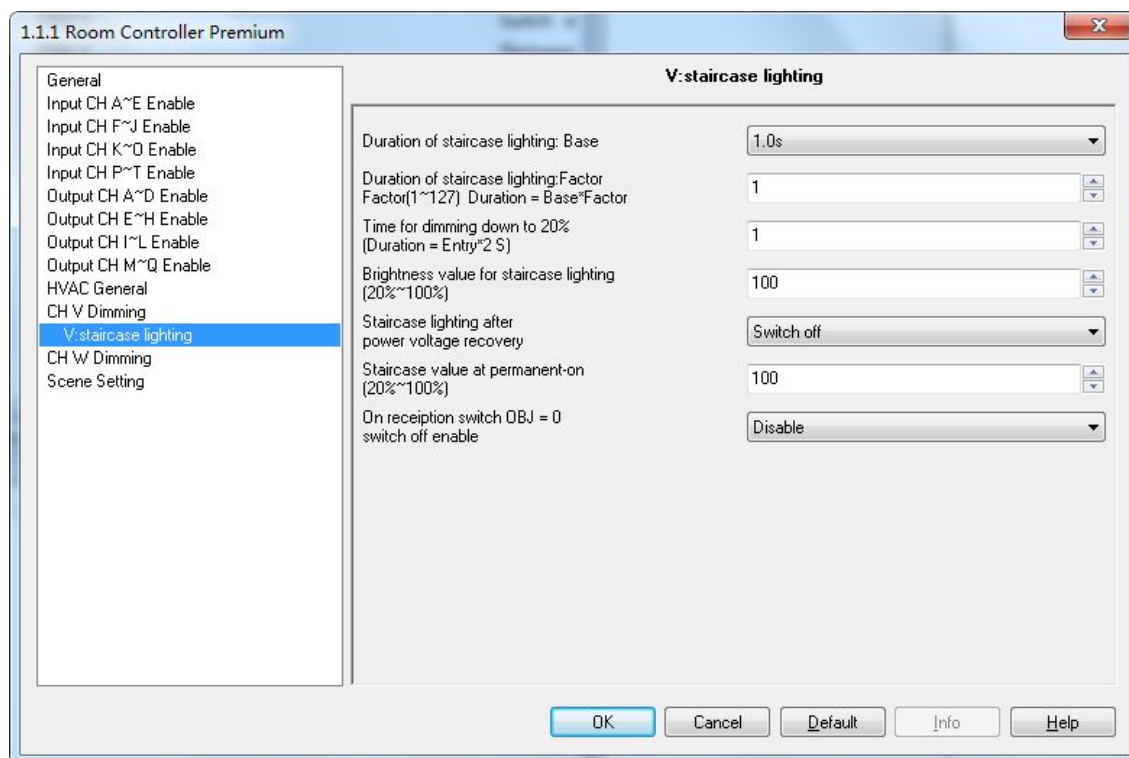 1.1.1 Room Controller Premium
General
Input CH A~E Enable
Input CH F~J Enable
Input CH K~O Enable
Input CH P~T Enable
Output CH A~D Enable
Output CH E~H Enable
Output CH I~L Enable
Output CH M~Q Enable
HVAC General
CH V Dimming
V:staircase lighting
CH W Dimming
Scene Setting
V:staircase lighting
Duration of staircase lighting: Base
1.0s
Duration of staircase lighting:Factor
Factor(1~127) Duration = Base*Factor
1
Time for dimming down to 20%
(Duration = Entry*2 S)
1
Brightness value for staircase lighting
(20%~100%)
100
Staircase lighting after
power voltage recovery
Switch off
Staircase value at permanent-on
(20%~100%)
100
On receiption switch OBJ = 0
switch off enable
Disable
OK
Cancel
Default
Info
Help